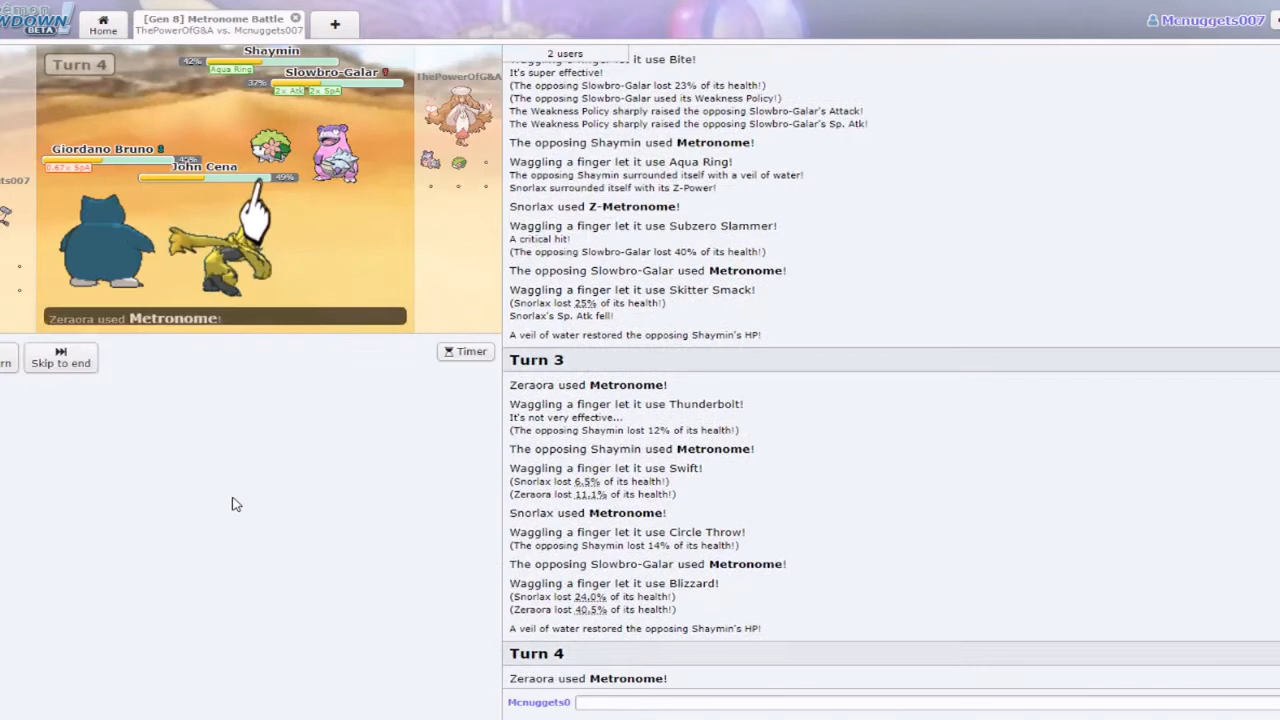 WDOWN
BETA
Home
[Gen 8] Metronome Battle
ThePowerOfG&A vs. Mcnuggets007
+
Mcnuggets007
Turn 4
Shaymin
42%
Aqua Ring
Slowbro-Galar
37%
2x Atk 2x SpA
ThePowerOfG&A
Giordano Bruno
0.67x SpA
John Cena
49%
gets007
Zeraora used Metronome!
rn
Skip to end
Timer
2 users
it use Bite!
It's super effective!
(The opposing Slowbro-Galar lost 23% of its health!)
(The opposing Slowbro-Galar used its Weakness Policy!)
The Weakness Policy sharply raised the opposing Slowbro-Galar's Attack!
The Weakness Policy sharply raised the opposing Slowbro-Galar's Sp. Atk!
The opposing Shaymin used Metronome!
Waggling a finger let it use Aqua Ring!
The opposing Shaymin surrounded itself with a veil of water!
Snorlax surrounded itself with its Z-Power!
Snorlax used Z-Metronome!
Waggling a finger let it use Subzero Slammer!
A critical hit!
(The opposing Slowbro-Galar lost 40% of its health!)
The opposing Slowbro-Galar used Metronome!
Waggling a finger let it use Skitter Smack!
(Snorlax lost 25% of its health!)
Snorlax's Sp. Atk fell!
A veil of water restored the opposing Shaymin's HP!
Turn 3
Zeraora used Metronome!
Waggling a finger let it use Thunderbolt!
It's not very effective...
(The opposing Shaymin lost 12% of its health!)
The opposing Shaymin used Metronome!
Waggling a finger let it use Swift!
(Snorlax lost 6.5% of its health!)
(Zeraora lost 11.1% of its health!)
Snorlax used Metronome!
Waggling a finger let it use Circle Throw!
(The opposing Shaymin lost 14% of its health!)
The opposing Slowbro-Galar used Metronome!
Waggling a finger let it use Blizzard!
(Snorlax lost 24.0% of its health!)
(Zeraora lost 40.5% of its health!)
A veil of water restored the opposing Shaymin's HP!
Turn 4
Zeraora used Metronome!
Mcnuggets0